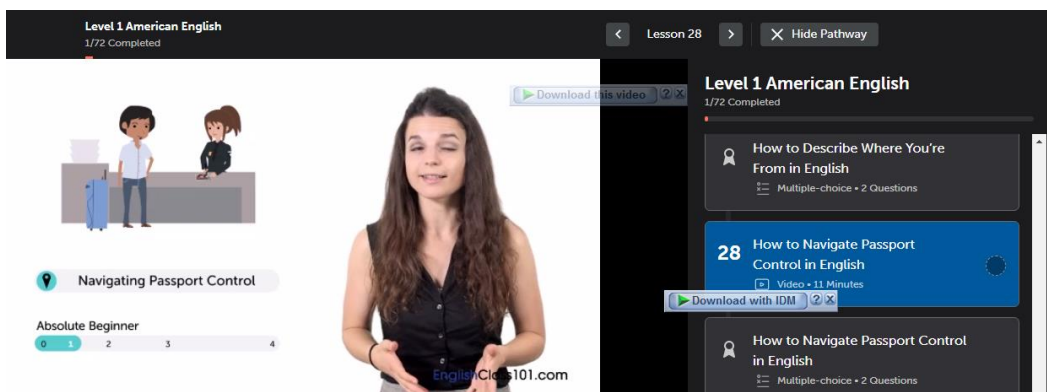 Level 1 American English
1/72 Completed
Lesson 28
Hide Pathway
Download this video
Navigating Passport Control
Absolute Beginner
0 1 2 3 4
EnglishClass101.com
Level 1 American English
1/72 Completed
How to Describe Where You're
From in English
Multiple-choice • 2 Questions
28
How to Navigate Passport
Control in English
Video • 11 Minutes
Download with IDM
How to Navigate Passport Control
in English
Multiple-choice • 2 Questions